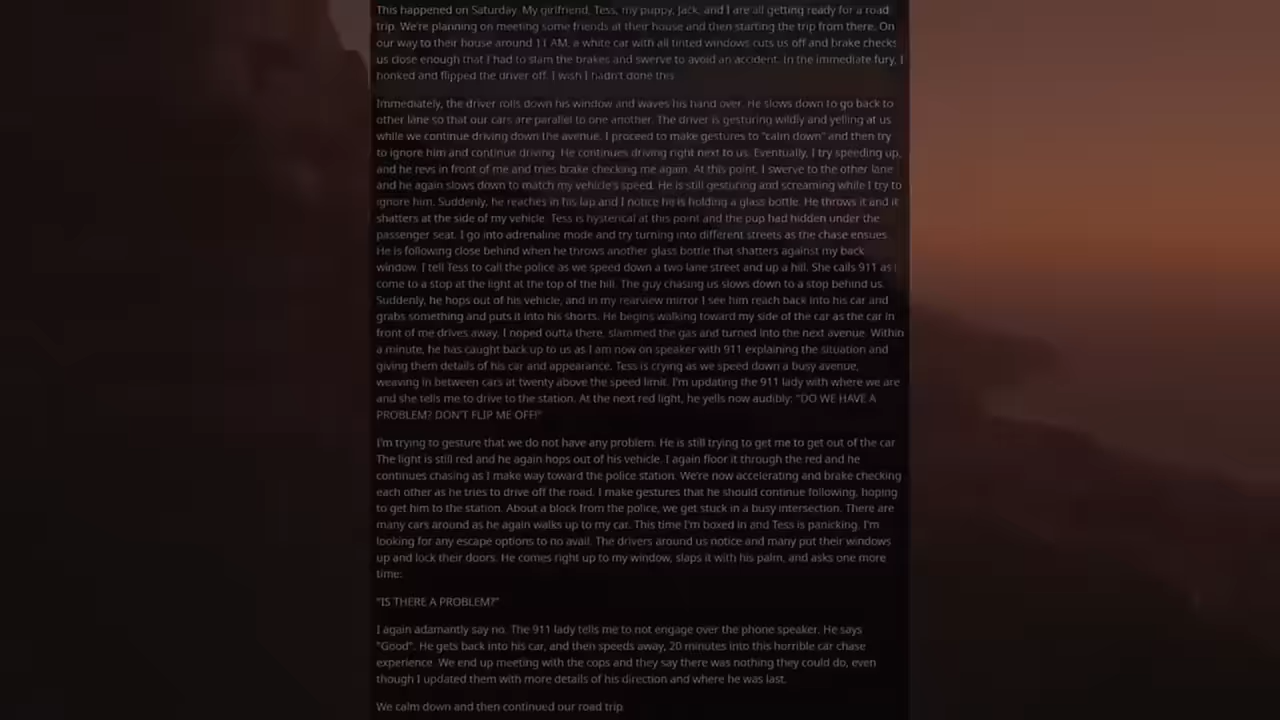 This happened on Saturday. My girlfriend, Tess, my puppy, Jack, and I are all getting ready for a road
trip. We're planning on meeting some friends at their house and then starting the trip from there. On
our way to their house around 11 AM, a white car with all tinted windows cuts us off and brake checks
us close enough that I had to slam the brakes and swerve to avoid an accident. In the immediate fury, I
honked and flipped the driver off. I wish I hadn't done this.
Immediately, the driver rolls down his window and waves his hand over. He slows down to go back to
other lane so that our cars are parallel to one another. The driver is gesturing wildly and yelling at us
while we continue driving down the avenue. I proceed to make gestures to "calm down" and then try
to ignore him and continue driving. He continues driving right next to us. Eventually, I try speeding up,
and he revs in front of me and tries brake checking me again. At this point, I swerve to the other lane
and he again slows down to match my vehicle's speed. He is still gesturing and screaming while I try to
ignore him. Suddenly, he reaches in his lap and I notice he is holding a glass bottle. He throws it and it
shatters at the side of my vehicle. Tess is hysterical at this point and the pup had hidden under the
passenger seat. I go into adrenaline mode and try turning into different streets as the chase ensues.
He is following close behind when he throws another glass bottle that shatters against my back
window. I tell Tess to call the police as we speed down a two lane street and up a hill. She calls 911 as I
come to a stop at the light at the top of the hill. The guy chasing us slows down to a stop behind us.
Suddenly, he hops out of his vehicle, and in my rearview mirror I see him reach back into his car and
grabs something and puts it into his shorts. He begins walking toward my side of the car as the car in
front of me drives away. I noped outta there, slammed the gas and turned into the next avenue. Within
a minute, he has caught back up to us as I am now on speaker with 911 explaining the situation and
giving them details of his car and appearance. Tess is crying as we speed down a busy avenue,
weaving in between cars at twenty above the speed limit. I'm updating the 911 lady with where we are
and she tells me to drive to the station. At the next red light, he yells now audibly: "DO WE HAVE A
PROBLEM? DON'T FLIP ME OFF!"
I'm trying to gesture that we do not have any problem. He is still trying to get me to get out of the car
The light is still red and he again hops out of his vehicle. I again floor it through the red and he
continues chasing as I make way toward the police station. We're now accelerating and brake checking
each other as he tries to drive off the road. I make gestures that he should continue following, hoping
to get him to the station. About a block from the police, we get stuck in a busy intersection. There are
many cars around as he again walks up to my car. This time I'm boxed in and Tess is panicking. I'm
looking for any escape options to no avail. The drivers around us notice and many put their windows
up and lock their doors. He comes right up to my window, slaps it with his palm, and asks one more
time:
"IS THERE A PROBLEM?"
I again adamantly say no. The 911 lady tells me to not engage over the phone speaker. He says
"Good". He gets back into his car, and then speeds away, 20 minutes into this horrible car chase
experience. We end up meeting with the cops and they say there was nothing they could do, even
though I updated them with more details of his direction and where he was last.
We calm down and then continued our road trip.